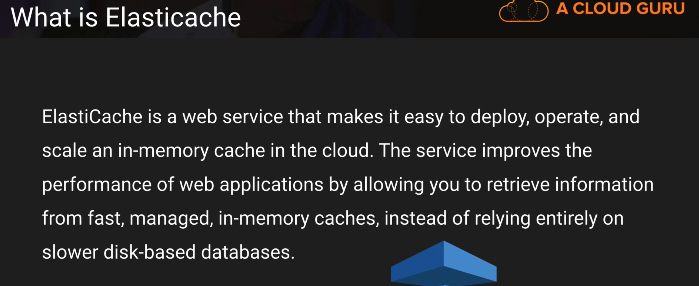 What is Elasticache
A CLOUD GURU
ElastiCache is a web service that makes it easy to deploy, operate, and
scale an in-memory cache in the cloud. The service improves the
performance of web applications by allowing you to retrieve information
from fast, managed, in-memory caches, instead of relying entirely on
slower disk-based databases.